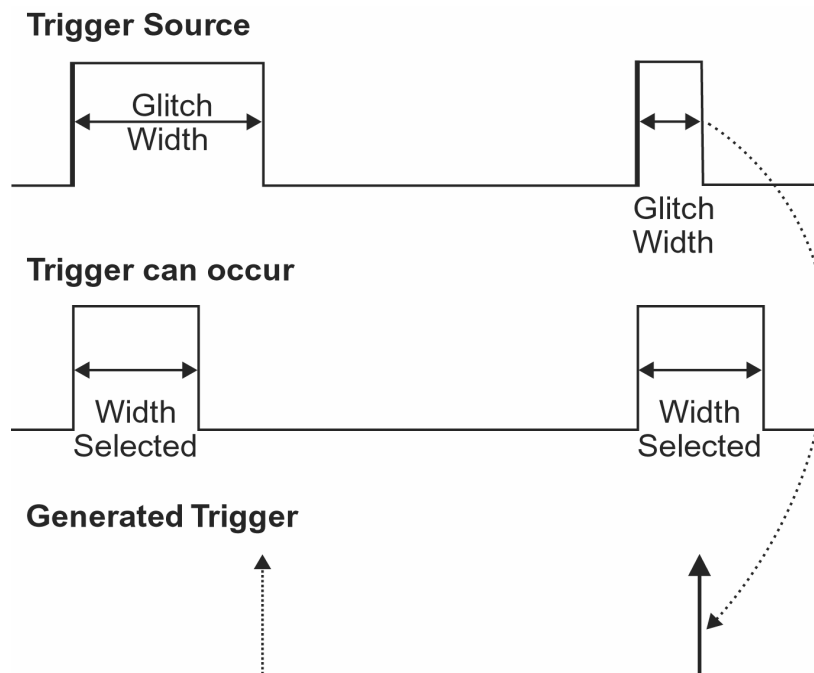 Trigger Source
Glitch
Width
Glitch
Width
Trigger can occur
Width
Selected
Width
Selected
Generated Trigger